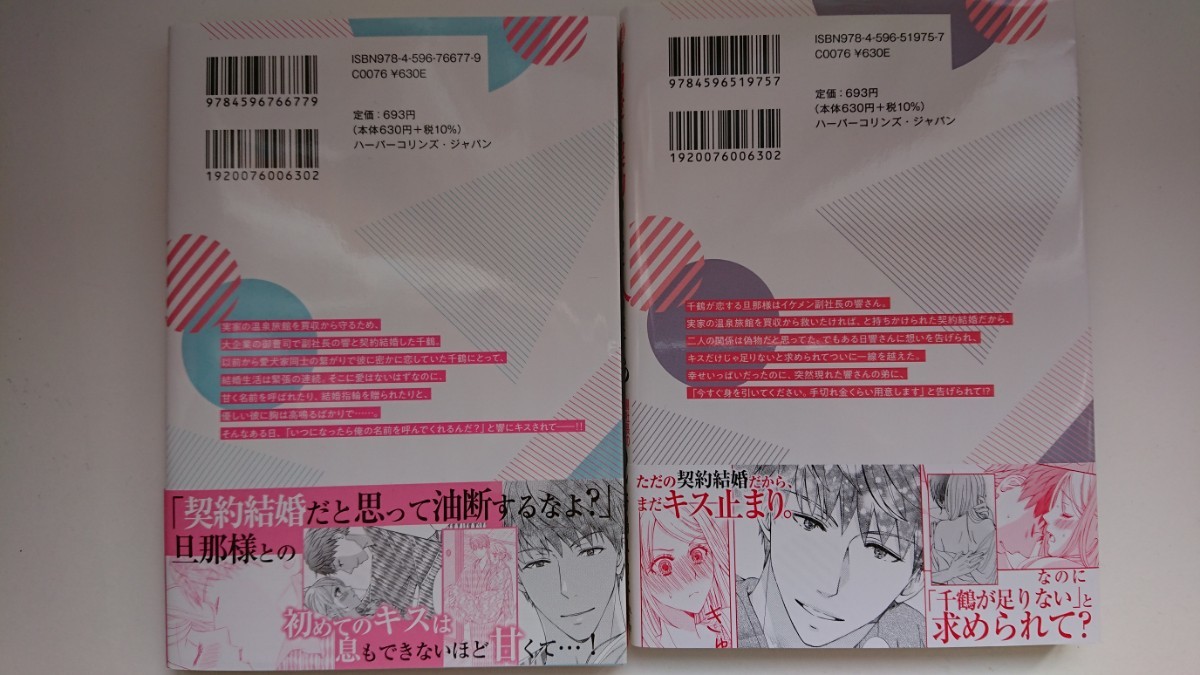 ISBN978-4-596-76677-9
C0076 ¥630E
9784596766779
定価：693円
（本体630円＋税10%）
ハーパーコリンズ・ジャパン
1920076006302
実家の温泉旅館を買収から守るため、
大企業の御曹司で副社長の響と契約結婚した千鶴。
以前から愛犬家同士の繋がりで彼に密かに恋していた千鶴にとって、
結婚生活は緊張の連続。そこに愛はないはずなのに、
甘く名前を呼ばれたり、結婚指輪を贈られたりと、
優しい彼に胸は高鳴るばかりで……。
そんなある日、「いつになったら俺の名前を呼んでくれるんだ?」と響にキスされて――!!
「契約結婚だと思って油断するなよ?」
旦那様との
初めてのキスは
息もできないほど甘くて…!
ISBN978-4-596-51975-7
C0076 ¥630E
9784596519757
定価：693円
（本体630円＋税10%）
ハーパーコリンズ・ジャパン
1920076006302
千鶴が恋する旦那様はイケメン副社長の響さん。
実家の温泉旅館を買収から救いたければ、と持ちかけられた契約結婚だから、
二人の関係は偽物だと思ってた。でもある日響さんに想いを告げられ、
キスだけじゃ足りないと求められてついに一線を越えた。
幸せいっぱいだったのに、突然現れた響さんの弟に、
「今すぐ身を引いてください。手切れ金くらい用意します」と告げられて!?
ただの契約結婚だから、
まだキス止まり。
なのに
「千鶴が足りない」と
求められて?